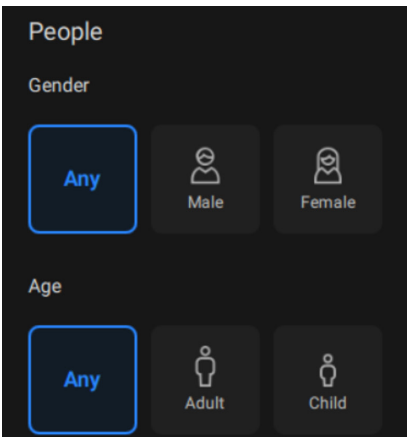 People
Gender
Any
Male
Female
Age
Any
Adult
Child